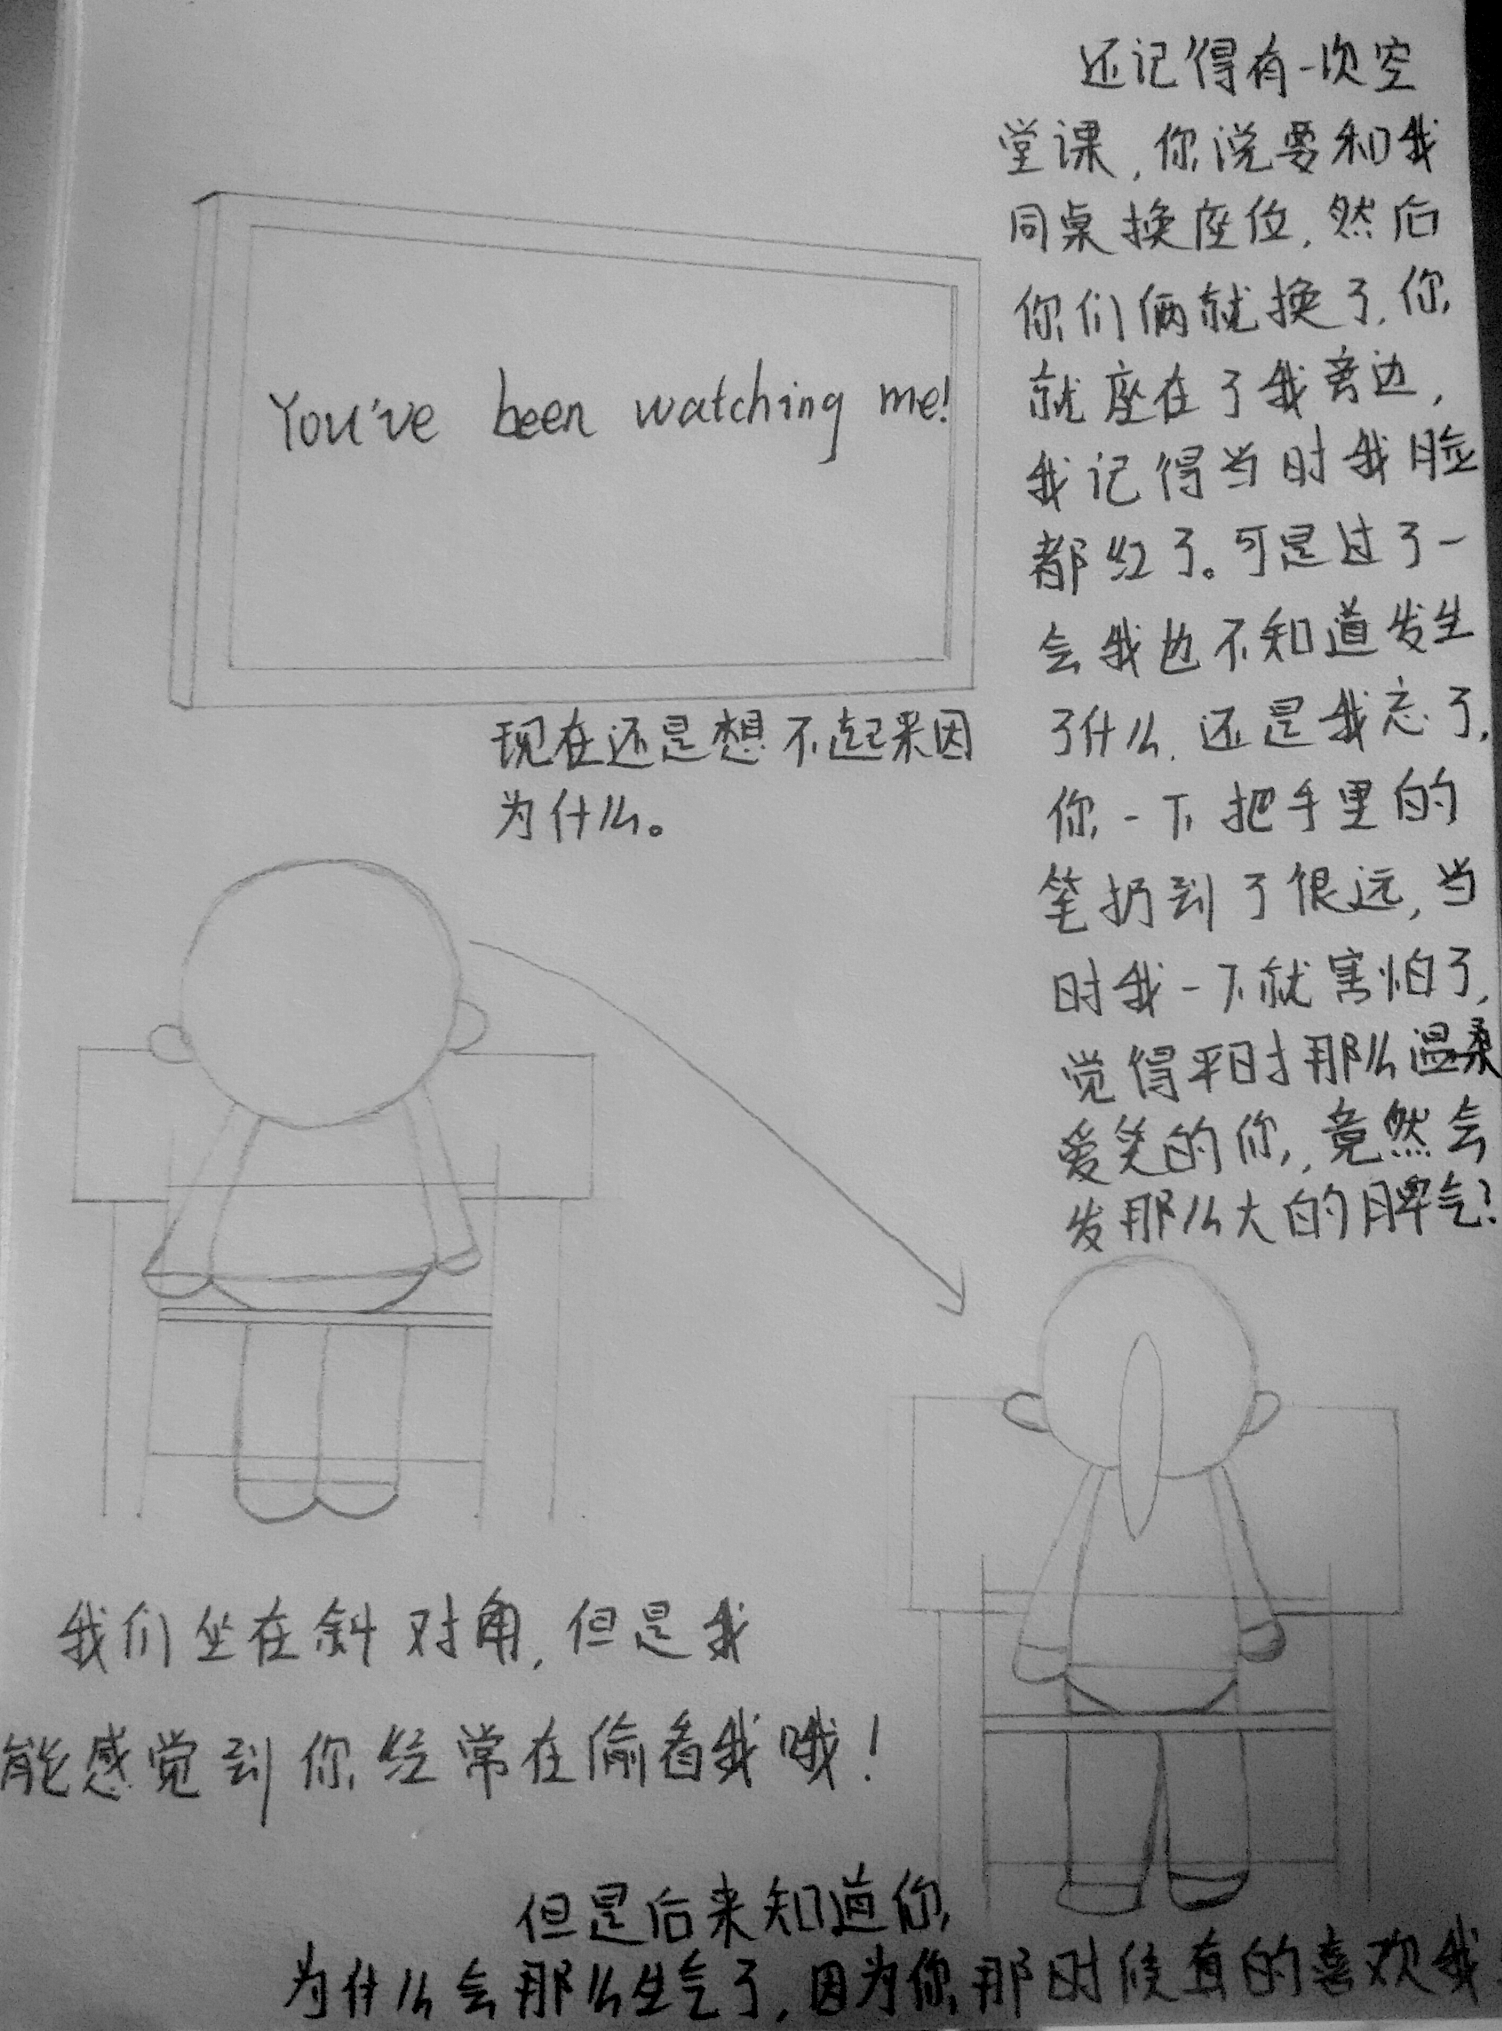 还记得有一次空
堂课,你说要和我
同桌换座位,然后
你们俩就换了,你
就座在了我旁边,
我记得当时我脸
都红了。可是过了一
会我也不知道发生
了什么,还是我忘了,
你一下把手里的
笔扔到了很远,当
时我一下就害怕了,
觉得平时那么温柔
爱笑的你,竟然会
发那么大的脾气?
You've been watching me!
现在还是想不起来因
为什么。
我们坐在斜对角,但是我
能感觉到你经常在偷看我哦!
但是后来知道你
为什么会那么生气了,因为你那时候真的喜欢我